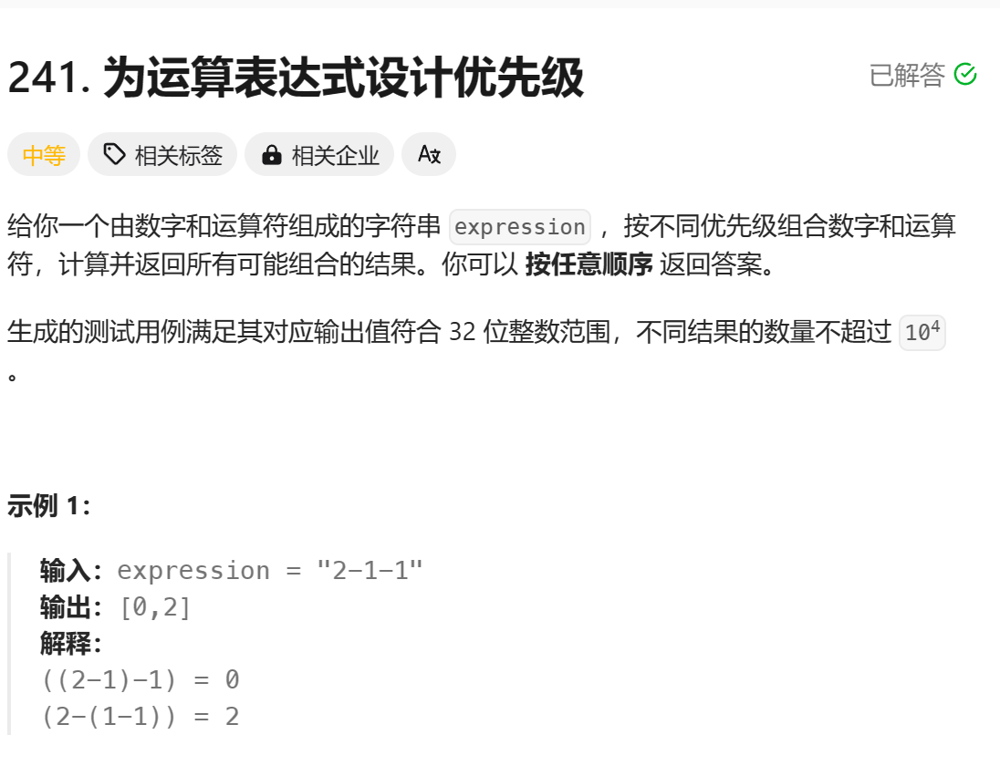 241. 为运算表达式设计优先级
已解答
中等 相关标签 相关企业 A文
给你一个由数字和运算符组成的字符串 expression ，按不同优先级组合数字和运算
符，计算并返回所有可能组合的结果。你可以 按任意顺序 返回答案。
生成的测试用例满足其对应输出值符合 32 位整数范围，不同结果的数量不超过 10⁴
。
示例 1：
输入：expression = "2-1-1"
输出：[0,2]
解释：
((2-1)-1) = 0
(2-(1-1)) = 2